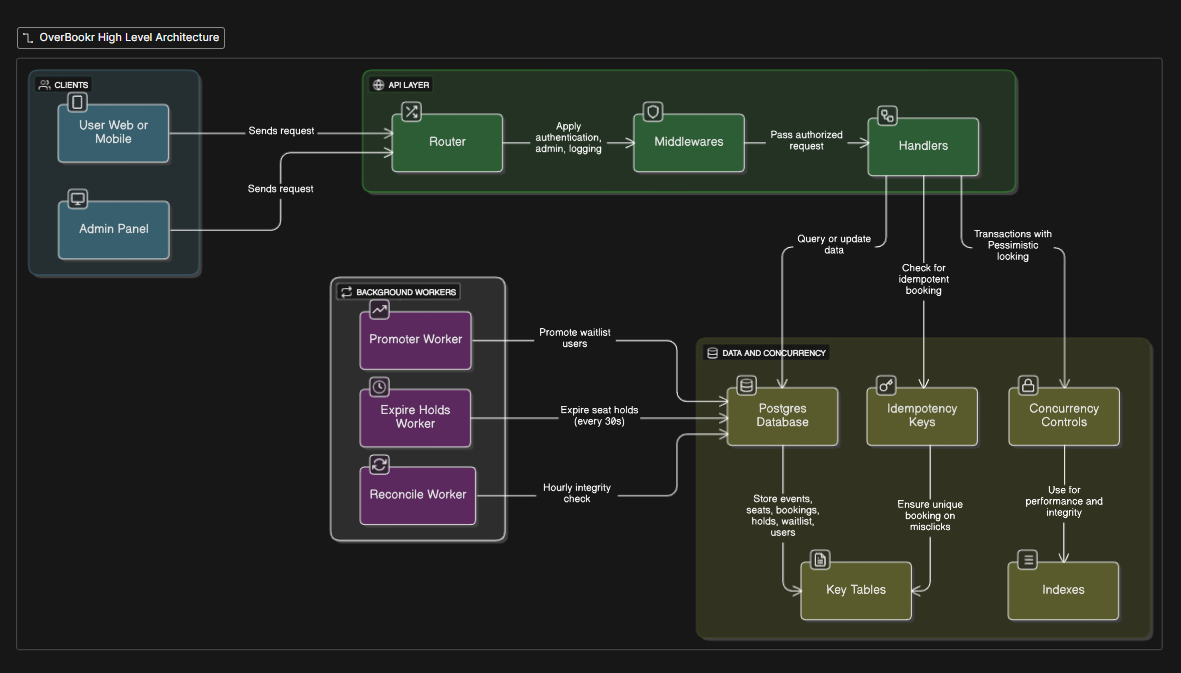 OverBookr High Level Architecture
CLIENTS
User Web or
Mobile
Admin Panel
Sends request
Sends request
API LAYER
Router
Apply
authentication,
admin, logging
Middlewares
Pass authorized
request
Handlers
Query or update
data
Check for
idempotent
booking
Transactions with
Pessimistic
looking
BACKGROUND WORKERS
Promoter Worker
Expire Holds
Worker
Reconcile Worker
Promote waitlist
users
Expire seat holds
(every 30s)
Hourly integrity
check
DATA AND CONCURRENCY
Postgres
Database
Idempotency
Keys
Concurrency
Controls
Store events,
seats, bookings,
holds, waitlist,
users
Ensure unique
booking on
misclicks
Use for
performance and
integrity
Key Tables
Indexes